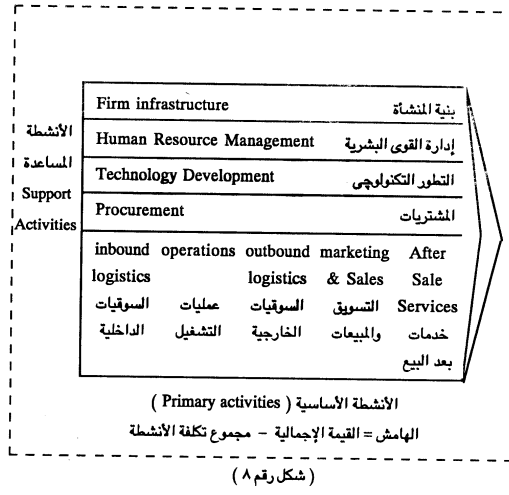 Firm infrastructure بنية المنشأة
Human Resource Management إدارة القوى البشرية
Technology Development التطور التكنولوچى
Procurement المشتريات
الأنشطة
المساعدة
Support
Activities
inbound operations outbound marketing After
logistics logistics & Sales Sale
السوقيات عمليات السوقيات التسويق Services
الداخلية التشغيل الخارجية والمبيعات خدمات
بعد البيع
الأنشطة الأساسية ( Primary activities )
الهامش = القيمة الإجمالية − مجموع تكلفة الأنشطة
( شكل رقم ٨ )